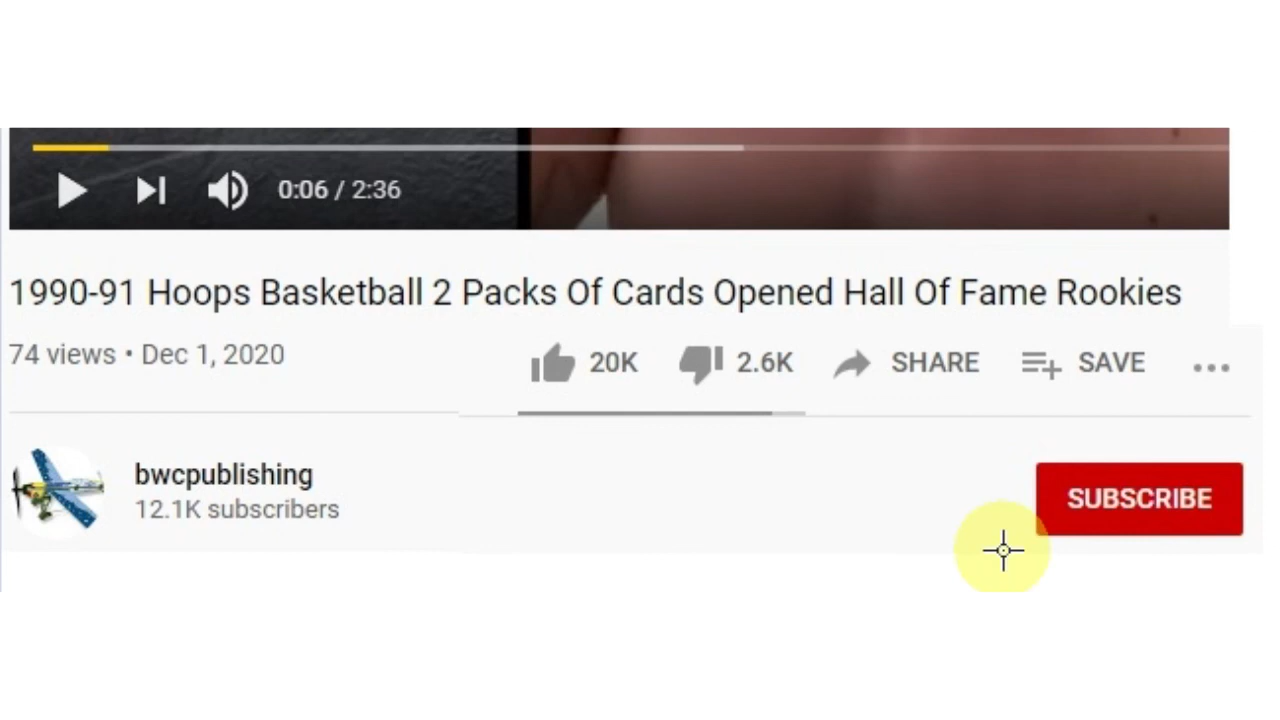 0:06 / 2:36
1990-91 Hoops Basketball 2 Packs Of Cards Opened Hall Of Fame Rookies
74 views • Dec 1, 2020
20K 2.6K SHARE SAVE
bwcpublishing
12.1K subscribers
SUBSCRIBE